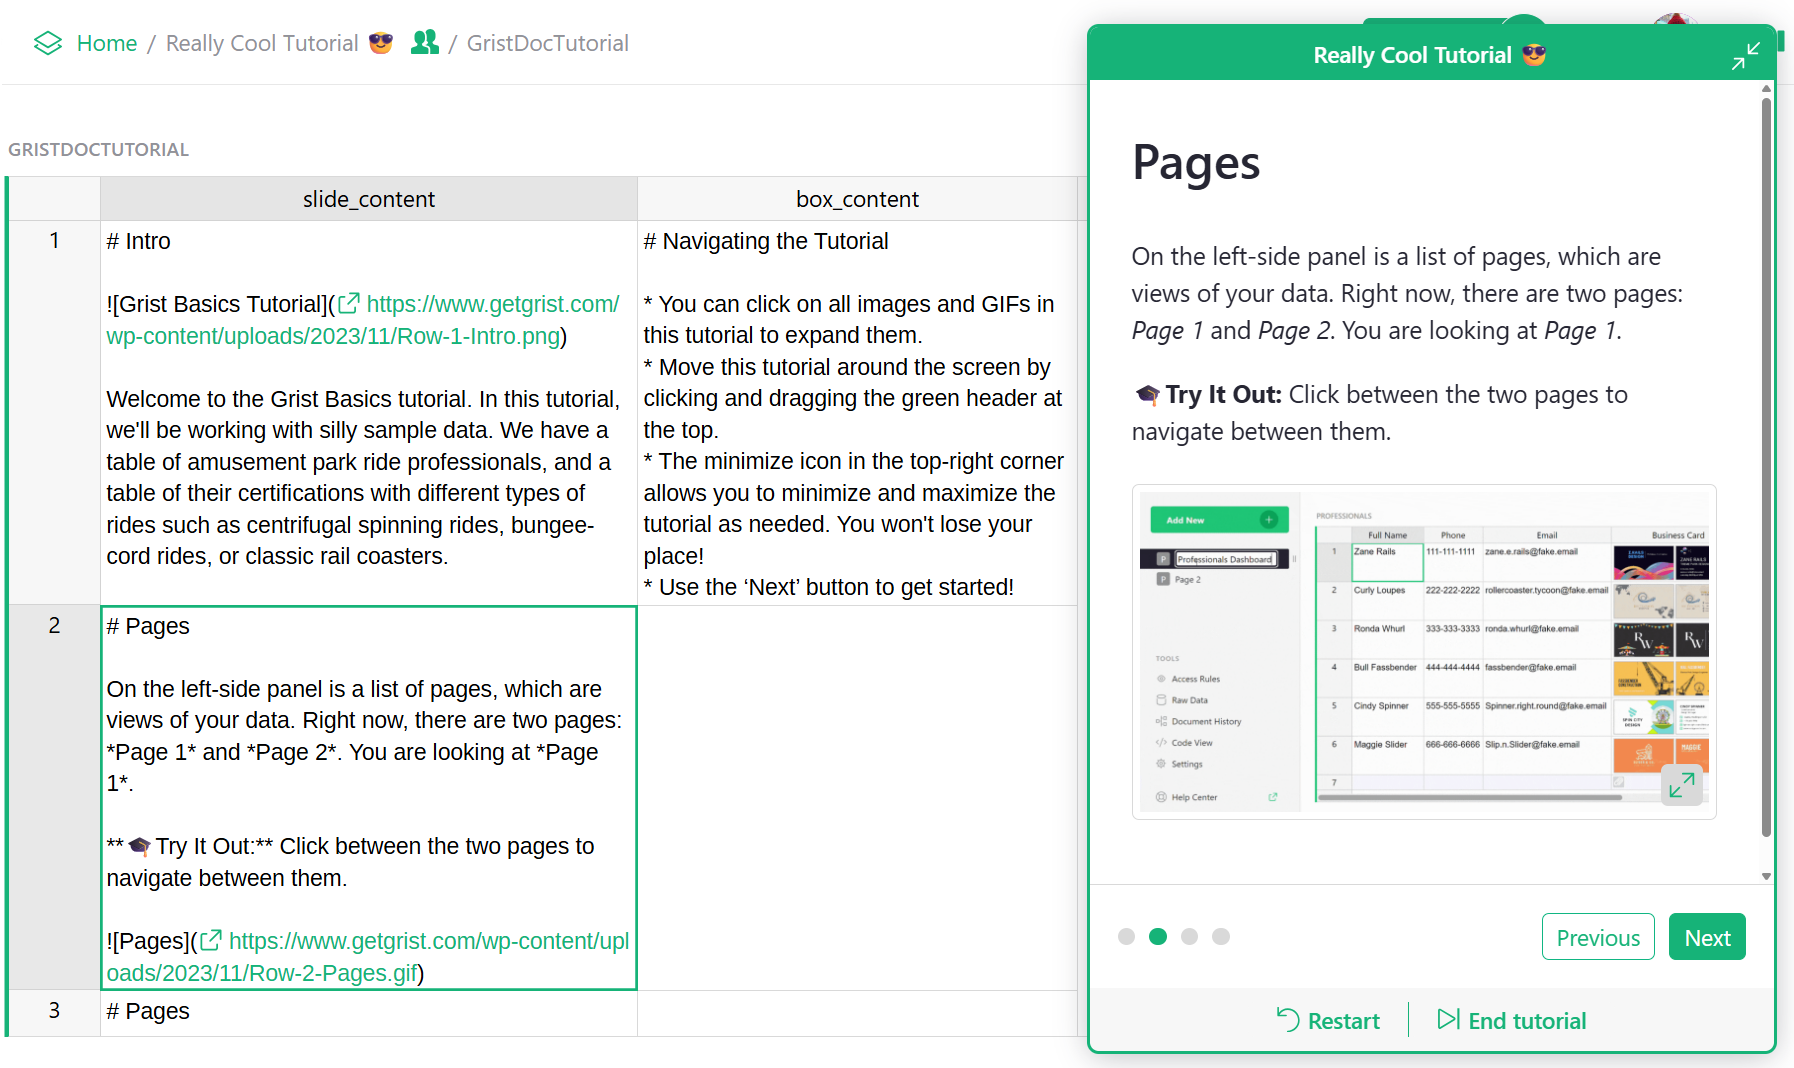 Home / Really Cool Tutorial 😎 / GristDocTutorial
GRISTDOCTUTORIAL
slide_content
box_content
1
# Intro
![Grist Basics Tutorial](https://www.getgrist.com/
wp-content/uploads/2023/11/Row-1-Intro.png)
Welcome to the Grist Basics tutorial. In this tutorial,
we'll be working with silly sample data. We have a
table of amusement park ride professionals, and a
table of their certifications with different types of
rides such as centrifugal spinning rides, bungee-
cord rides, or classic rail coasters.
# Navigating the Tutorial
* You can click on all images and GIFs in
this tutorial to expand them.
* Move this tutorial around the screen by
clicking and dragging the green header at
the top.
* The minimize icon in the top-right corner
allows you to minimize and maximize the
tutorial as needed. You won't lose your
place!
* Use the ‘Next’ button to get started!
2
# Pages
On the left-side panel is a list of pages, which are
views of your data. Right now, there are two pages:
*Page 1* and *Page 2*. You are looking at *Page
1*.
**🎓Try It Out:** Click between the two pages to
navigate between them.
![Pages](https://www.getgrist.com/wp-content/upl
oads/2023/11/Row-2-Pages.gif)
3
# Pages
Really Cool Tutorial 😎
Pages
On the left-side panel is a list of pages, which are
views of your data. Right now, there are two pages:
Page 1 and Page 2. You are looking at Page 1.
🎓Try It Out: Click between the two pages to
navigate between them.
Add New
P Professionals Dashboard
P Page 2
TOOLS
Access Rules
Raw Data
Document History
Code View
Settings
Help Center
PROFESSIONALS
Full Name Phone Email Business Card
1 Zane Rails 111-111-1111 zane.e.rails@fake.email
2 Curly Loupes 222-222-2222 rollercoaster.tycoon@fake.email
3 Ronda Whurl 333-333-3333 ronda.whurl@fake.email
4 Bull Fassbender 444-444-4444 fassbender@fake.email
5 Cindy Spinner 555-555-5555 Spinner.right.round@fake.email
6 Maggie Slider 666-666-6666 Slip.n.Slider@fake.email
7
Previous
Next
Restart
End tutorial